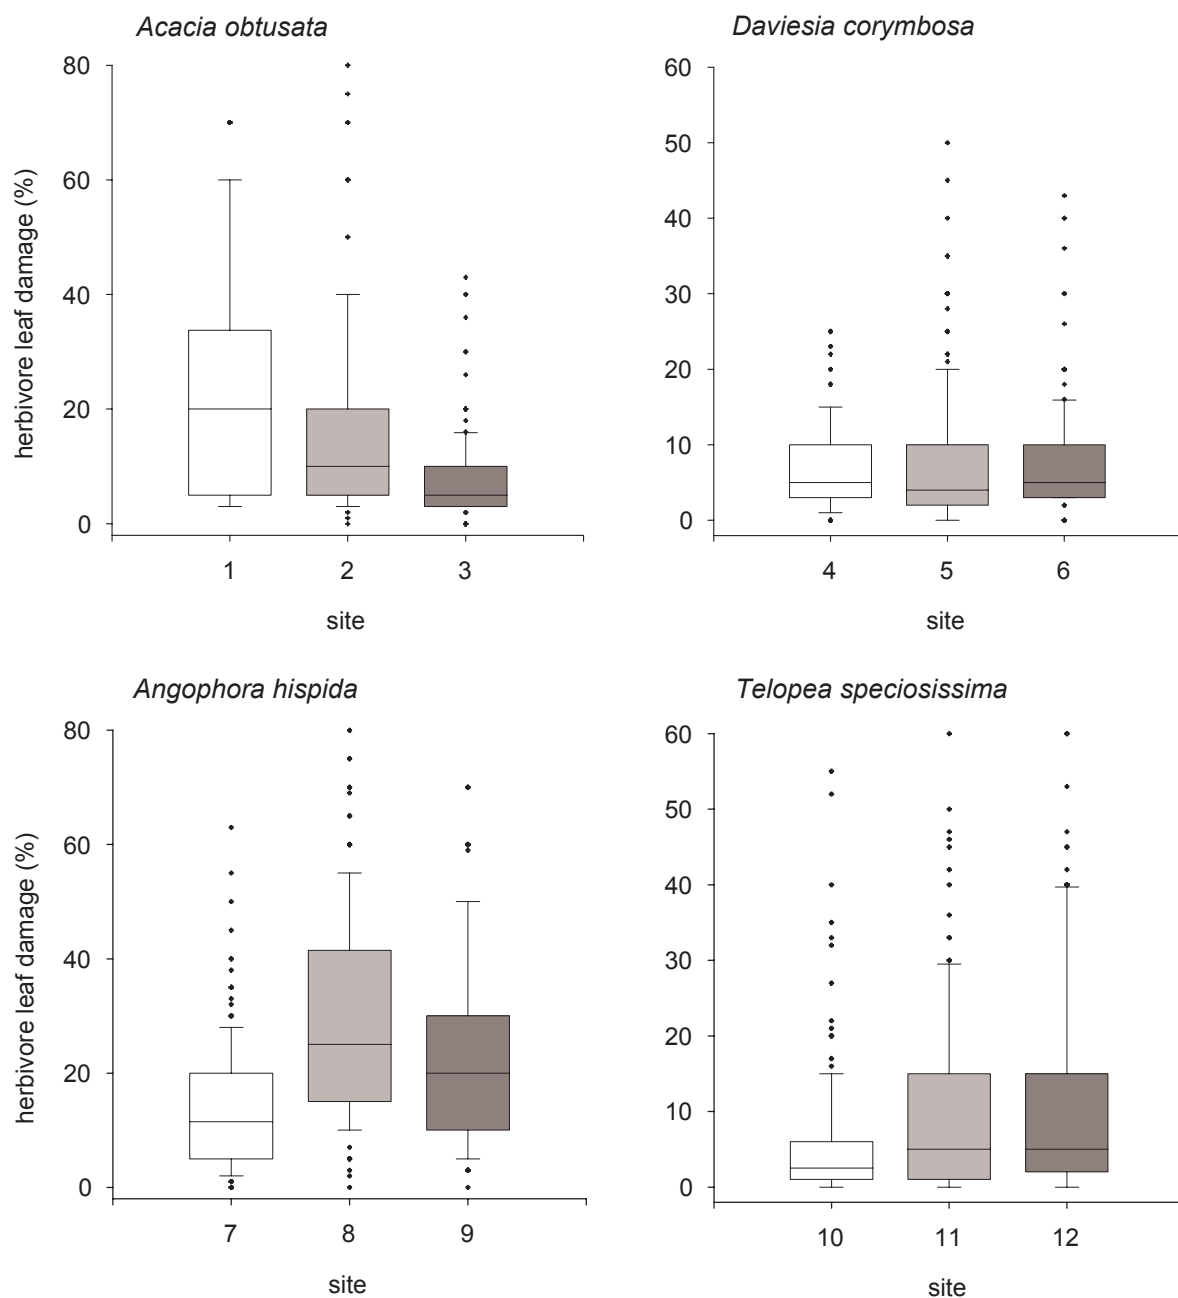 Acacia obtusata
Daviesia corymbosa
herbivore leaf damage (%)
80
60
40
20
0
1 2 3
site
60
50
40
30
20
10
0
4 5 6
site
Angophora hispida
Telopea speciosissima
herbivore leaf damage (%)
80
60
40
20
0
7 8 9
site
60
50
40
30
20
10
0
10 11 12
site